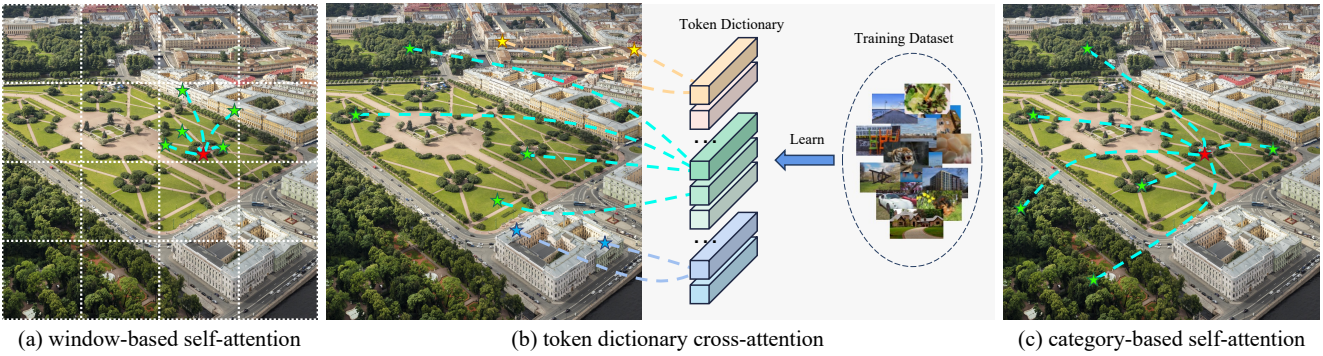 Token Dictionary
Training Dataset
...
Learn
...
(a) window-based self-attention
(b) token dictionary cross-attention
(c) category-based self-attention